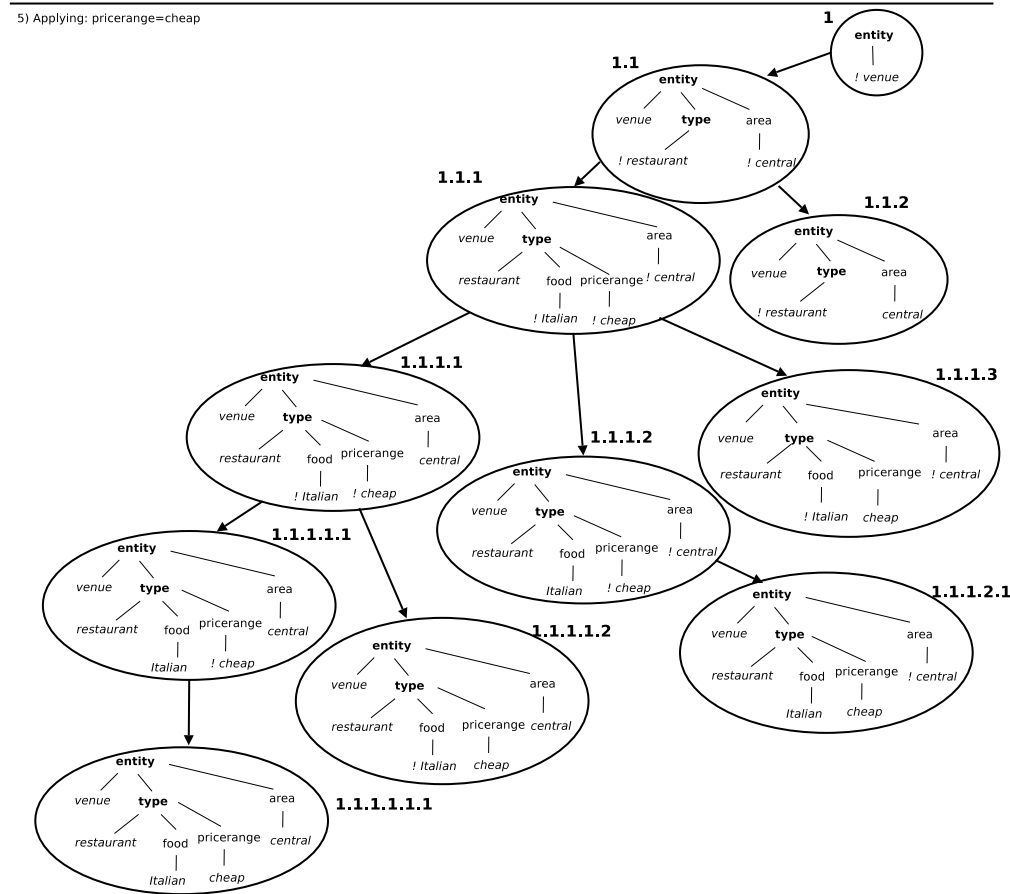 5) Applying: pricerange=cheap
1
entity
! venue
1.1
entity
venue type area
! restaurant ! central
1.1.1
entity
venue type area
restaurant food pricerange ! central
! Italian ! cheap
1.1.2
entity
venue type area
! restaurant central
1.1.1.1
entity
venue type area
restaurant food pricerange central
! Italian ! cheap
1.1.1.2
entity
venue type area
restaurant food pricerange ! central
Italian ! cheap
1.1.1.3
entity
venue type area
restaurant food pricerange ! central
! Italian cheap
1.1.1.1.1
entity
venue type area
restaurant food pricerange central
Italian ! cheap
1.1.1.1.2
entity
venue type area
restaurant food pricerange central
! Italian cheap
1.1.1.2.1
entity
venue type area
restaurant food pricerange ! central
Italian cheap
1.1.1.1.1.1
entity
venue type area
restaurant food pricerange central
Italian cheap